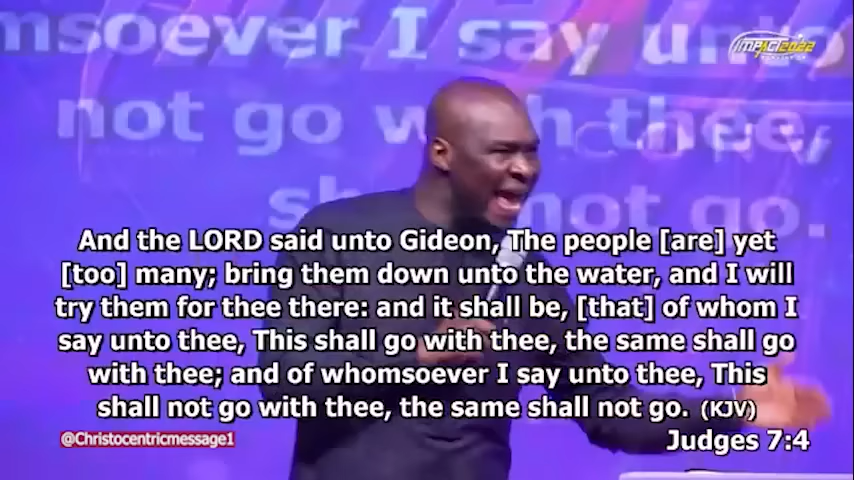 msoever I say unto
IMPACT2022
not go w h thee,
CONV
sh not go.
And the LORD said unto Gideon, The people [are] yet
[too] many; bring them down unto the water, and I will
try them for thee there: and it shall be, [that] of whom I
say unto thee, This shall go with thee, the same shall go
with thee; and of whomsoever I say unto thee, This
shall not go with thee, the same shall not go. (KJV)
@Christocentricmessage1
Judges 7:4